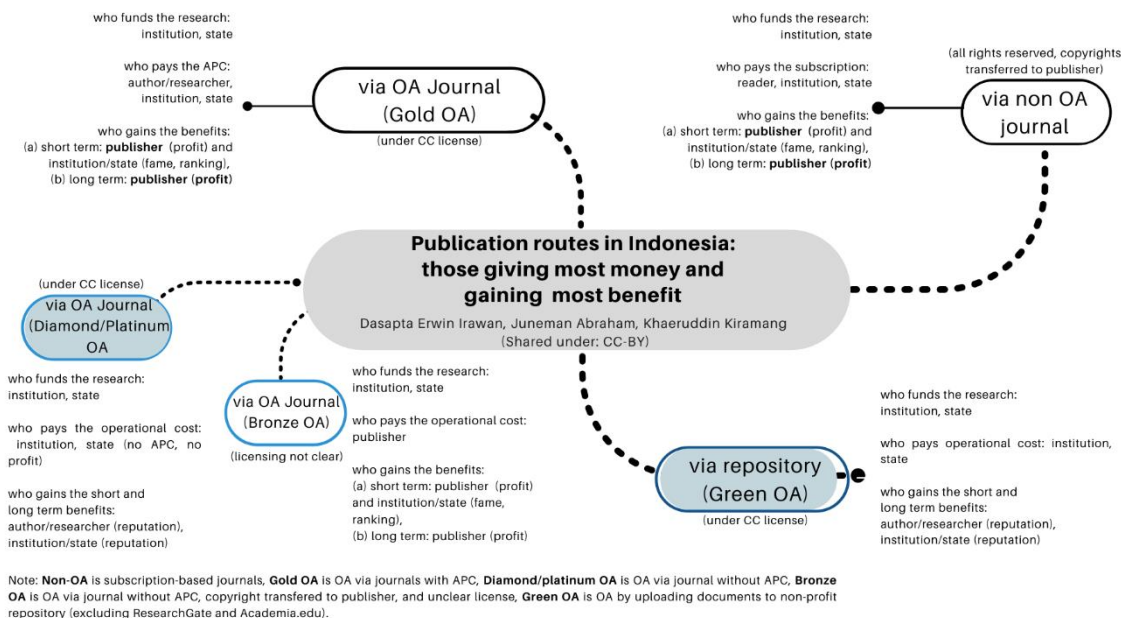 who funds the research:
institution, state
who pays the APC:
author/researcher,
institution, state
who gains the benefits:
(a) short term: publisher (profit) and
institution/state (fame, ranking),
(b) long term: publisher (profit)
via OA Journal
(Gold OA)
(under CC license)
who funds the research:
institution, state
who pays the subscription:
reader, institution, state
who gains the benefits:
(a) short term: publisher (profit) and
institution/state (fame, ranking),
(b) long term: publisher (profit)
(all rights reserved, copyrights
transferred to publisher)
via non OA
journal
Publication routes in Indonesia:
those giving most money and
gaining most benefit
Dasapta Erwin Irawan, Juneman Abraham, Khaeruddin Kiramang
(Shared under: CC-BY)
(under CC license)
via OA Journal
(Diamond/Platinum
OA
who funds the research:
institution, state
who pays the operational cost:
institution, state (no APC, no
profit)
who gains the short and
long term benefits:
author/researcher (reputation),
institution/state (reputation)
via OA Journal
(Bronze OA)
(licensing not clear)
who funds the research:
institution, state
who pays the operational cost:
publisher
who gains the benefits:
(a) short term: publisher (profit)
and institution/state (fame,
ranking),
(b) long term: publisher (profit)
via repository
(Green OA)
(under CC license)
who funds the research:
institution, state
who pays operational cost: institution,
state
who gains the short and
long term benefits:
author/researcher (reputation),
institution/state (reputation)
Note: Non-OA is subscription-based journals, Gold OA is OA via journals with APC, Diamond/platinum OA is OA via journal without APC, Bronze
OA is OA via journal without APC, copyright transfered to publisher, and unclear license, Green OA is OA by uploading documents to non-profit
repository (excluding ResearchGate and Academia.edu).